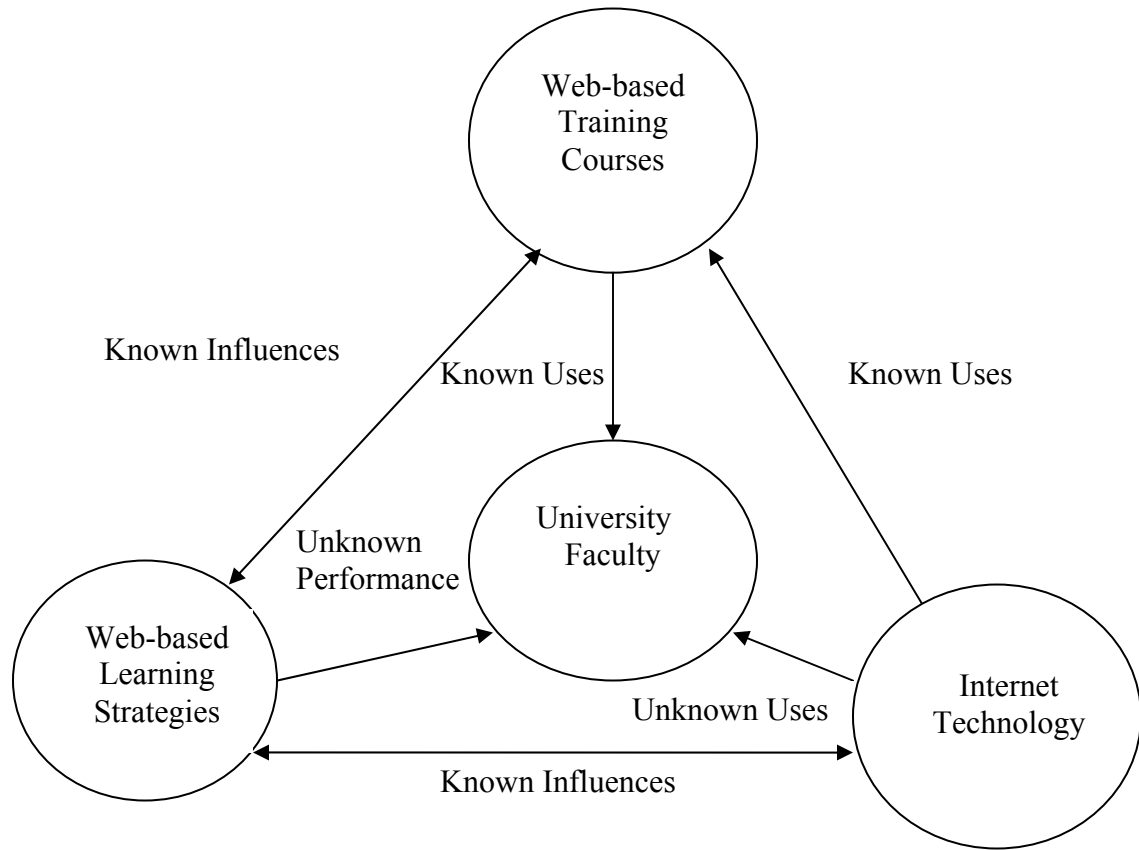 Web-based
Training
Courses
Known Influences
Known Uses
Known Uses
University
Faculty
Unknown
Performance
Web-based
Learning
Strategies
Internet
Technology
Unknown Uses
Known Influences